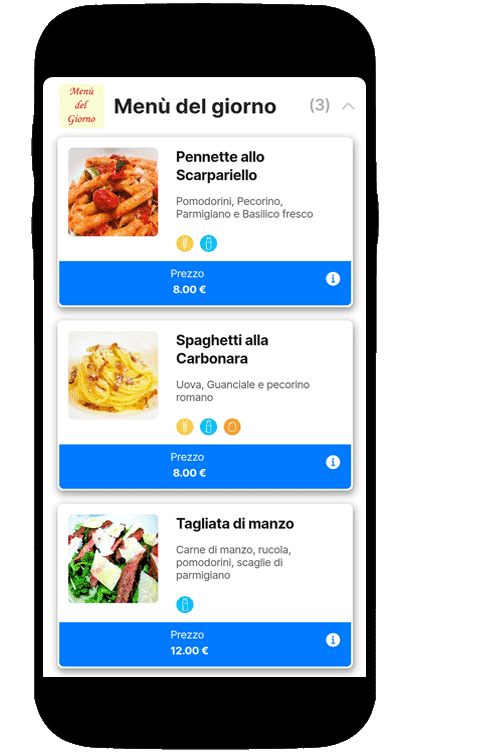 Menù
del
Giorno
Menù del giorno (3)
Pennette allo
Scarpariello
Pomodorini, Pecorino,
Parmigiano e Basilico fresco
Prezzo
8.00 €
Spaghetti alla
Carbonara
Uova, Guanciale e pecorino
romano
Prezzo
8.00 €
Tagliata di manzo
Carne di manzo, rucola,
pomodorini, scaglie di
parmigiano
Prezzo
12.00 €